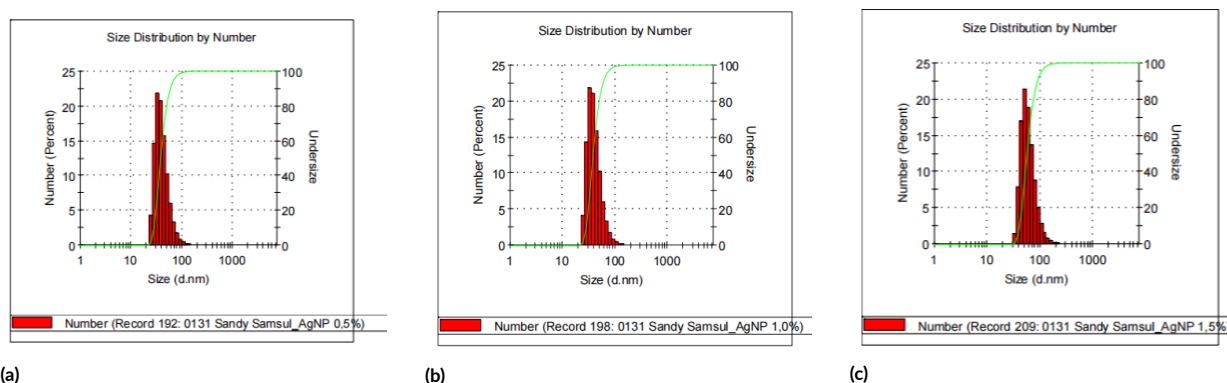 Size Distribution by Number
25
20
15
10
5
0
Number (Percent)
100
80
60
40
20
0
Undersize
1
10
100
1000
Size (d.nm)
Number (Record 192: 0131 Sandy Samsul_AgNP 0,5%)
(a)
Size Distribution by Number
25
20
15
10
5
0
Number (Percent)
100
80
60
40
20
0
Undersize
1
10
100
1000
Size (d.nm)
Number (Record 198: 0131 Sandy Samsul_AgNP 1,0%)
(b)
Size Distribution by Number
25
20
15
10
5
0
Number (Percent)
100
80
60
40
20
0
Undersize
1
10
100
1000
Size (d.nm)
Number (Record 209: 0131 Sandy Samsul_AgNP 1,5%
(c)